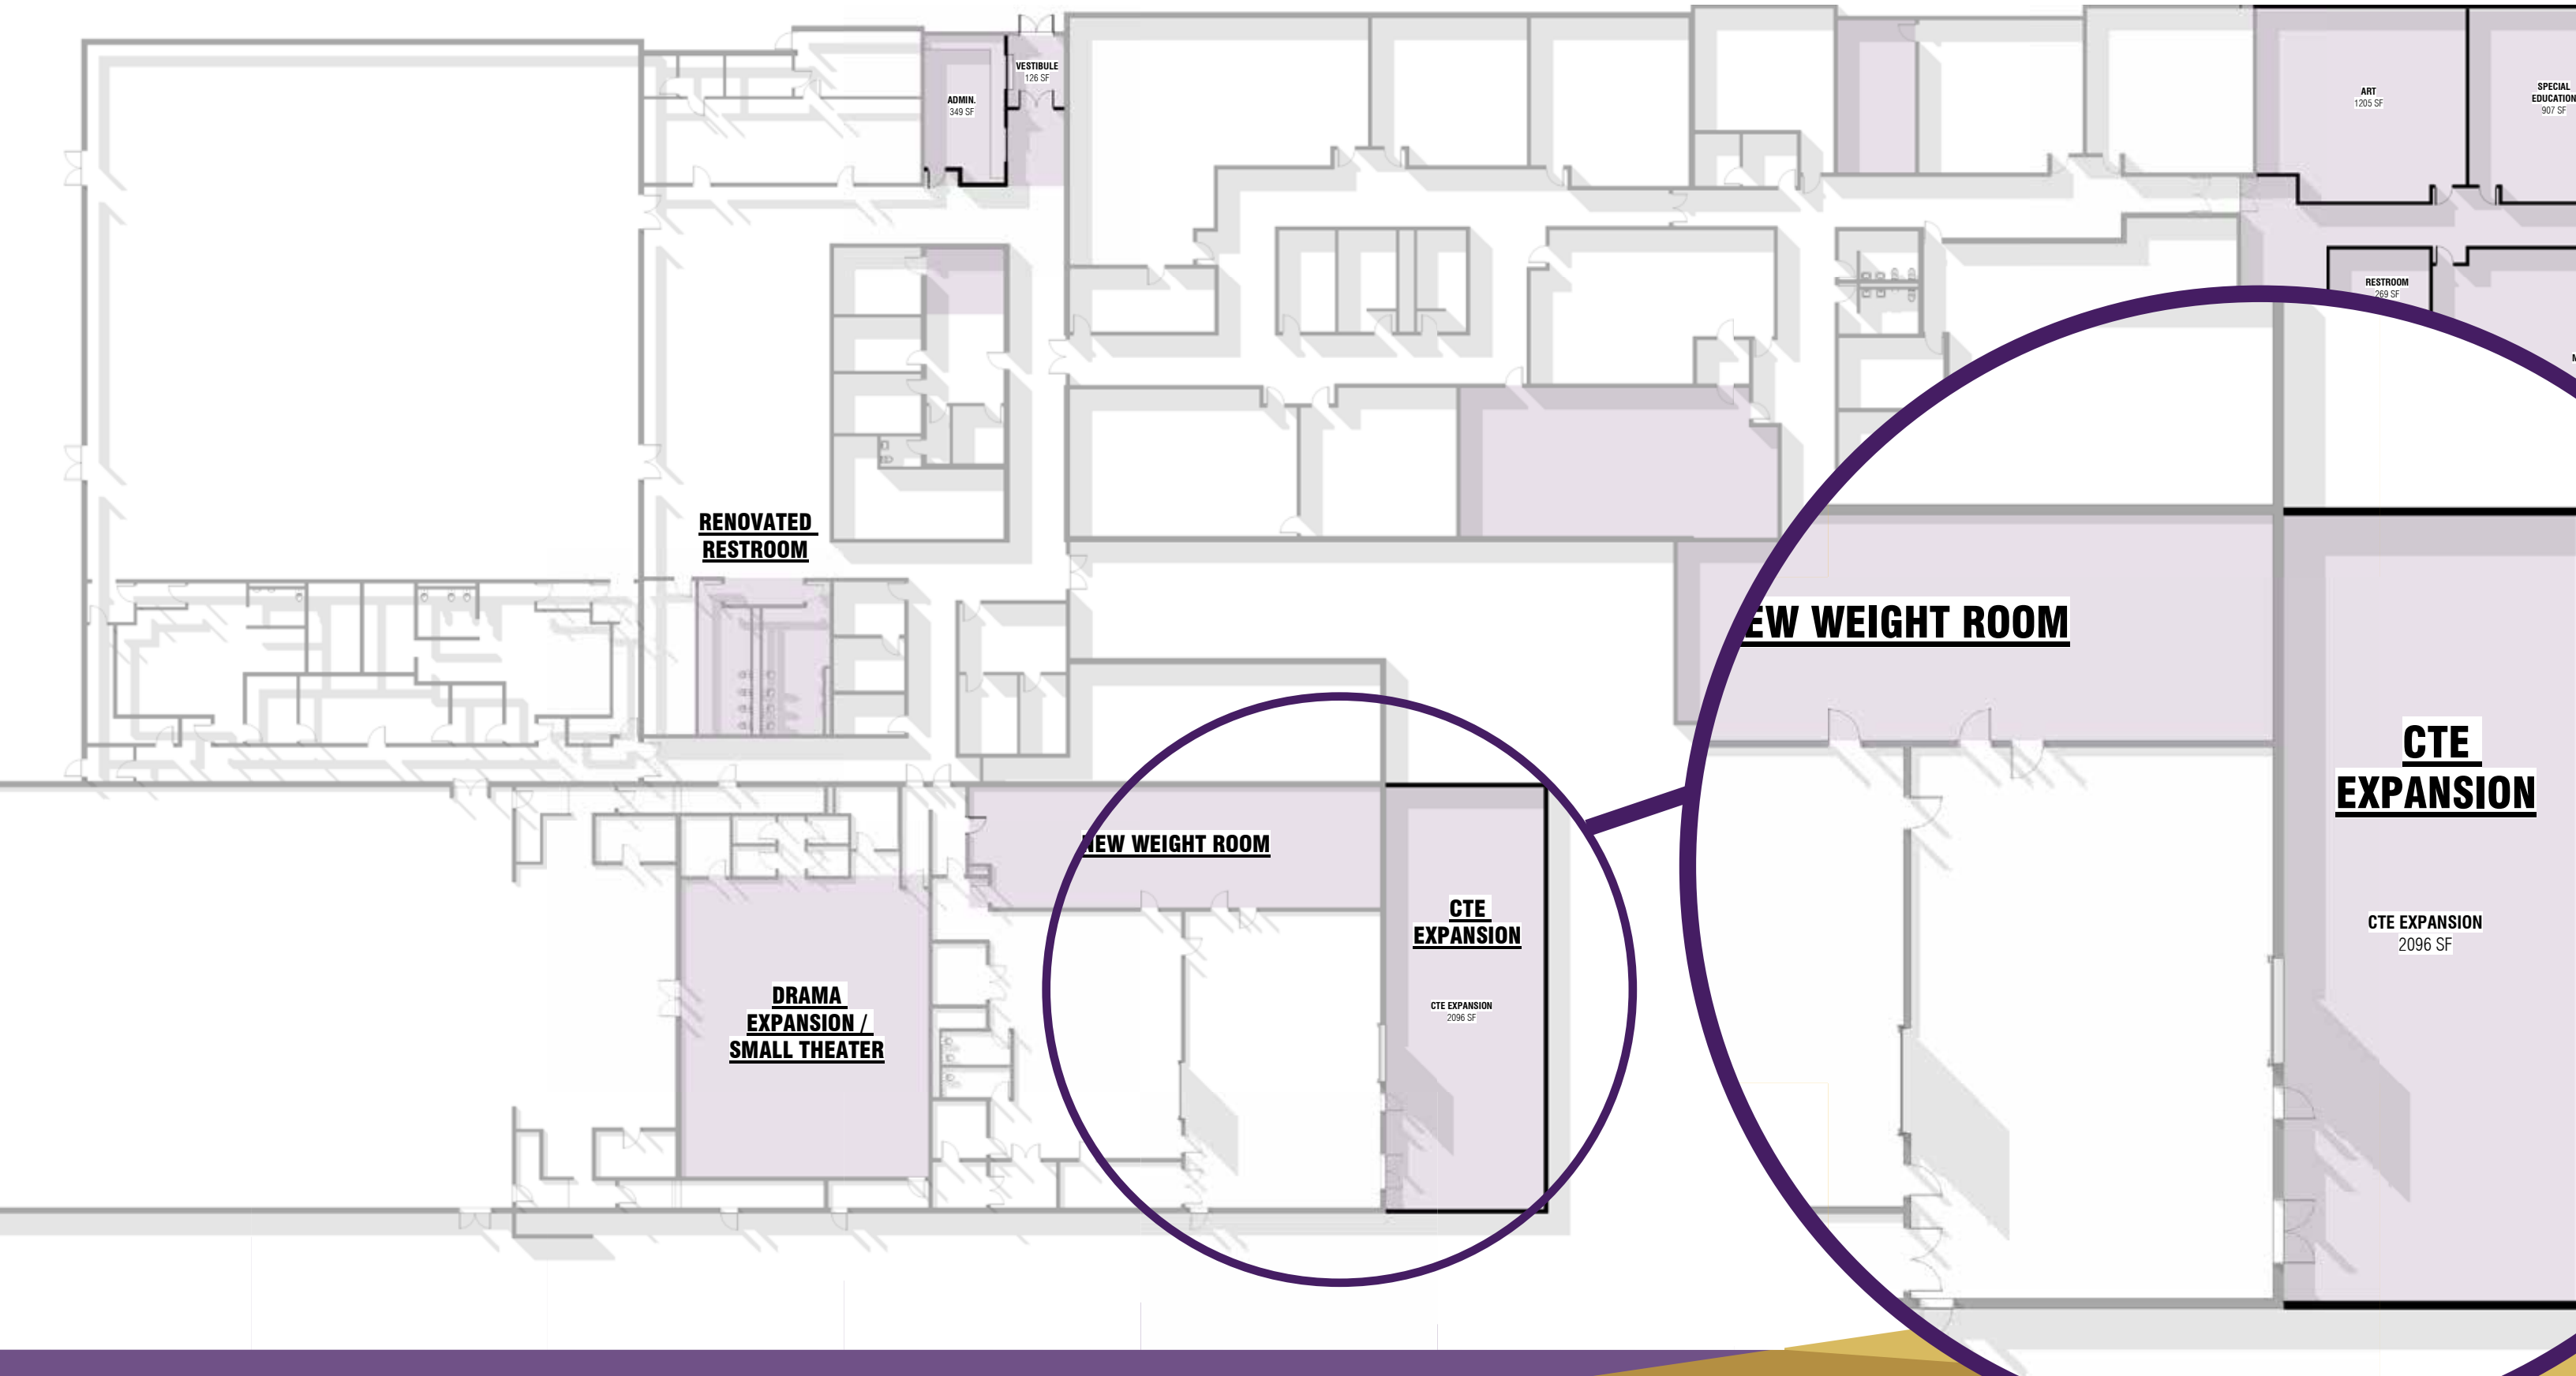 VESTIBULE
126 SF
ADMIN.
349 SF
ART
1205 SF
SPECIAL
EDUCATION
907 SF
RESTROOM
269 SF
RENOVATED
RESTROOM
EW WEIGHT ROOM
CTE
EXPANSION
CTE EXPANSION
2096 SF
NEW WEIGHT ROOM
CTE
EXPANSION
CTE EXPANSION
2096 SF
DRAMA
EXPANSION /
SMALL THEATER